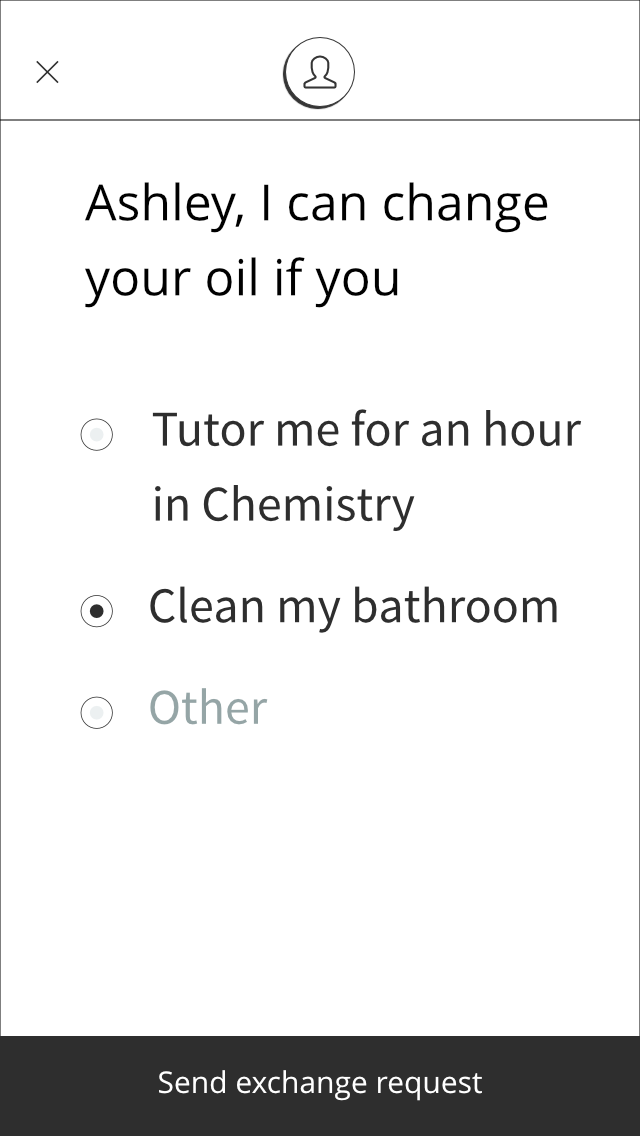 Ashley, I can change
your oil if you
Tutor me for an hour
in Chemistry
Clean my bathroom
Other
Send exchange request